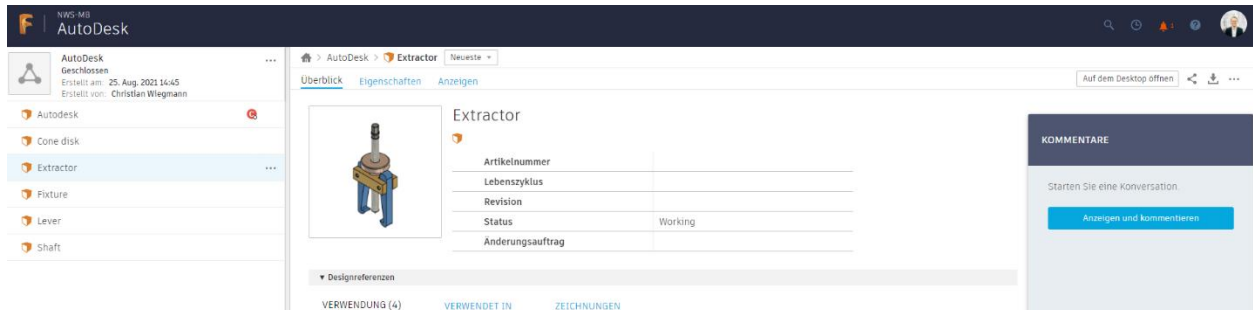 NWS-MB
AutoDesk
AutoDesk
Geschlossen
Erstellt am: 25. Aug. 2021 14:45
Erstellt von: Christian Wiegmann
Autodesk
Cone disk
Extractor
Fixture
Lever
Shaft
AutoDesk > Extractor Neueste
Überblick Eigenschaften Anzeigen
Auf dem Desktop öffnen
Extractor
Artikelnummer
Lebenszyklus
Revision
Status Working
Änderungsauftrag
Designreferenzen
VERWENDUNG (4) VERWENDET IN ZEICHNUNGEN
KOMMENTARE
Starten Sie eine Konversation.
Anzeigen und kommentieren